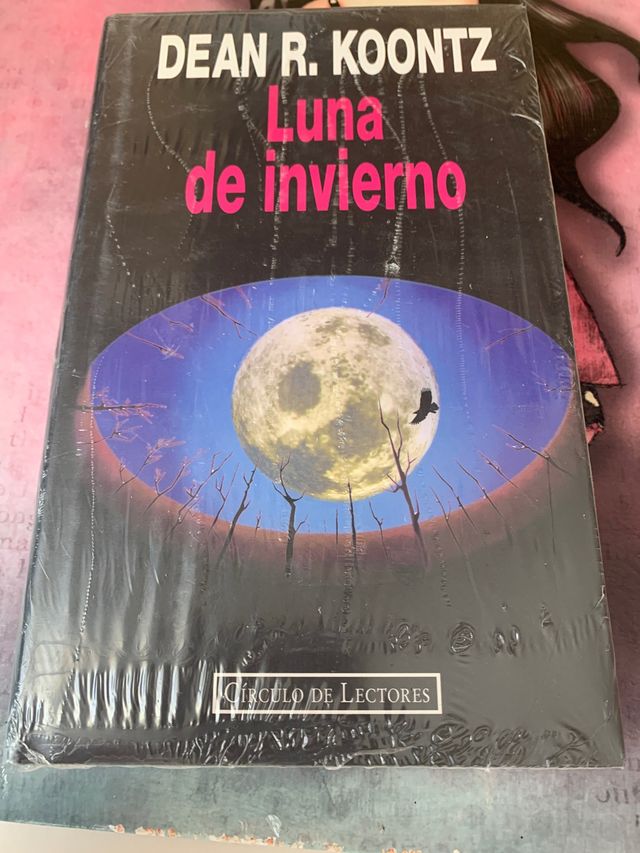 DEAN R. KOONTZ
Luna
de invierno
CÍRCULO DE LECTORES